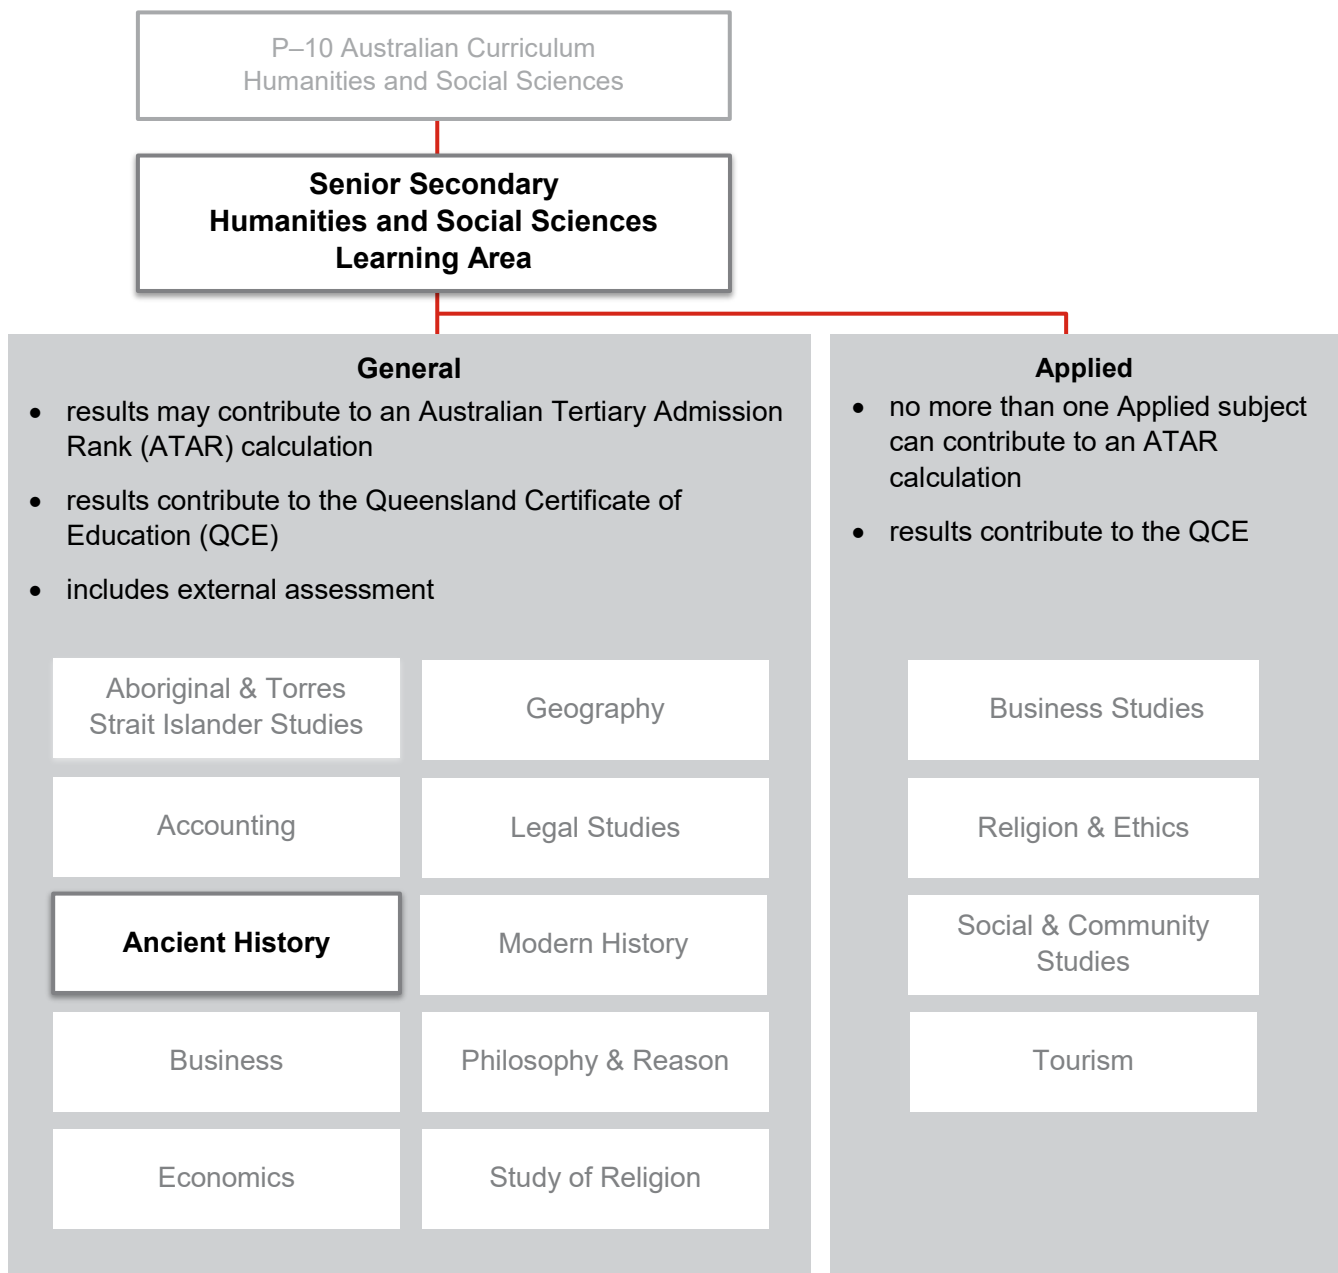 P–10 Australian Curriculum
Humanities and Social Sciences
Senior Secondary
Humanities and Social Sciences
Learning Area
General
• results may contribute to an Australian Tertiary Admission
Rank (ATAR) calculation
• results contribute to the Queensland Certificate of
Education (QCE)
• includes external assessment
Aboriginal & Torres
Strait Islander Studies
Geography
Accounting
Legal Studies
Ancient History
Modern History
Business
Philosophy & Reason
Economics
Study of Religion
Applied
• no more than one Applied subject
can contribute to an ATAR
calculation
• results contribute to the QCE
Business Studies
Religion & Ethics
Social & Community
Studies
Tourism